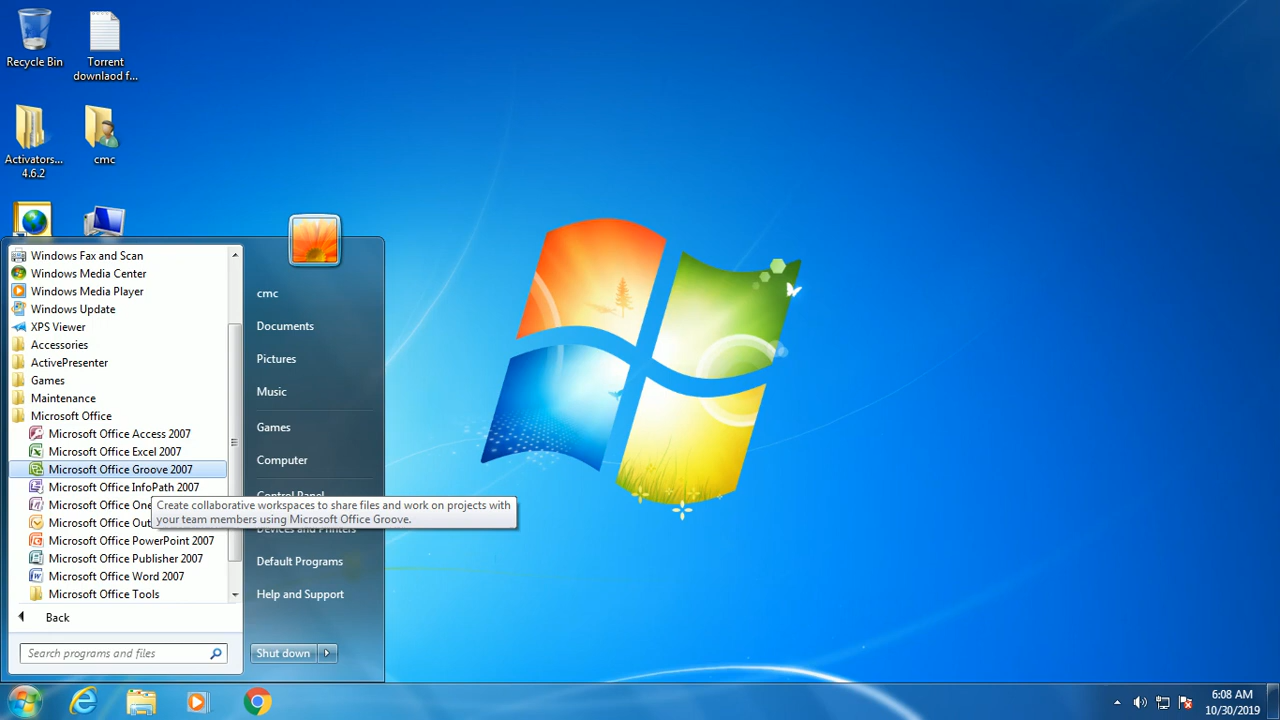 Recycle Bin
Torrent
downlaod f...
Activators...
4.6.2
cmc
Windows Fax and Scan
Windows Media Center
Windows Media Player
Windows Update
XPS Viewer
Accessories
ActivePresenter
Games
Maintenance
Microsoft Office
Microsoft Office Access 2007
Microsoft Office Excel 2007
Microsoft Office Groove 2007
Microsoft Office InfoPath 2007
Microsoft Office One
Microsoft Office Out
Microsoft Office PowerPoint 2007
Microsoft Office Publisher 2007
Microsoft Office Word 2007
Microsoft Office Tools
Back
Search programs and files
cmc
Documents
Pictures
Music
Games
Computer
Control Panel
Create collaborative workspaces to share files and work on projects with
your team members using Microsoft Office Groove.
Devices and Printers
Default Programs
Help and Support
Shut down
6:08 AM
10/30/2019